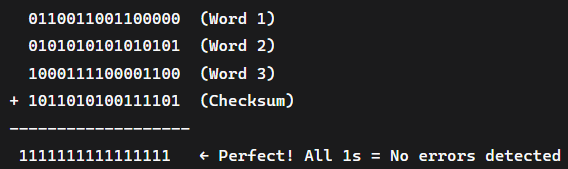 0110011001100000 (Word 1)
0101010101010101 (Word 2)
1000111100001100 (Word 3)
+ 1011010100111101 (Checksum)
-------------------
1111111111111111 ← Perfect! All 1s = No errors detected